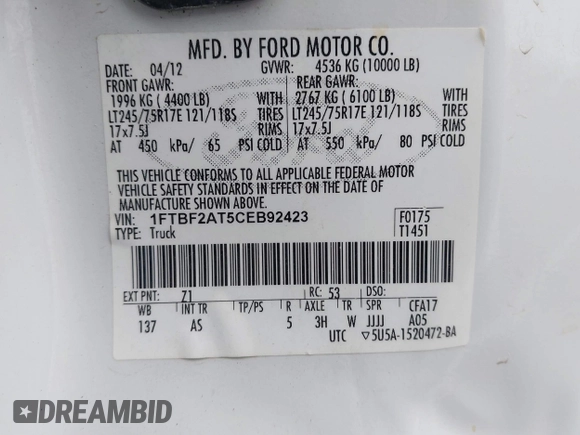 MFD. BY FORD MOTOR CO.
DATE: 04/12 GVWR: 4536 KG (10000 LB)
FRONT GAWR: REAR GAWR:
1996 KG ( 4400 LB) WITH 2767 KG ( 6100 LB) WITH
LT245/75R17E 121/118S TIRES LT245/75R17E 121/118S TIRES
17x7.5J RIMS 17x7.5J RIMS
AT 450 kPa/ 65 PSI COLD AT 550 kPa/ 80 PSI COLD
THIS VEHICLE CONFORMS TO ALL APPLICABLE FEDERAL MOTOR
VEHICLE SAFETY STANDARDS IN EFFECT ON THE DATE OF
MANUFACTURE SHOWN ABOVE.
VIN: 1FTBF2AT5CEB92423 F0175
TYPE: Truck T1451
EXT PNT: Z1 RC: 53 DSO:
WB INT TR TP/PS R AXLE TR SPR CFA17
137 AS 5 3H W JJJJ A05
UTC ▽5U5A-1520472-BA
DREAMBID